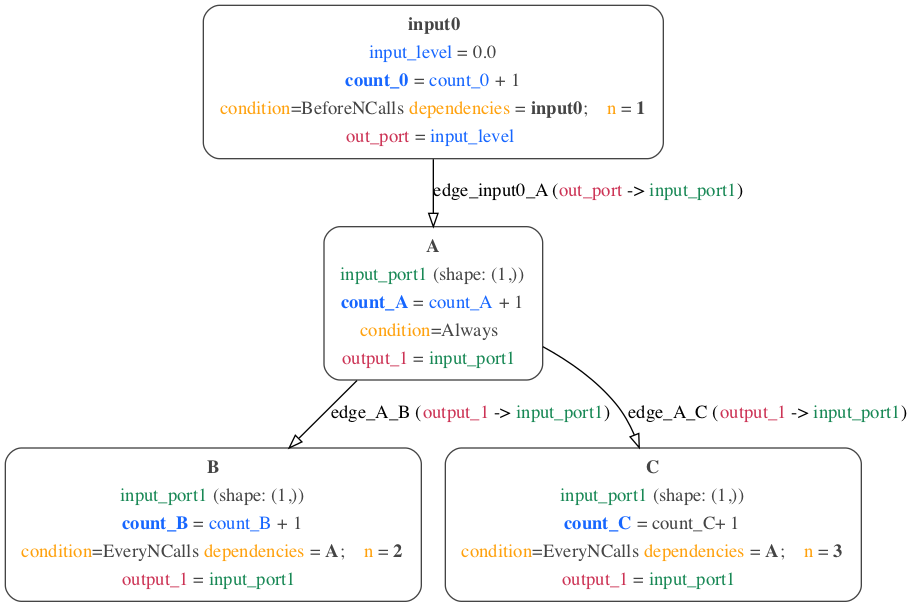 input0
input_level = 0.0
count_0 = count_0 + 1
condition=BeforeNCalls dependencies = input0;    n = 1
out_port = input_level
edge_input0_A (out_port -> input_port1)
A
input_port1 (shape: (1,))
count_A = count_A + 1
condition=Always
output_1 = input_port1
edge_A_B (output_1 -> input_port1)
edge_A_C (output_1 -> input_port1)
B
input_port1 (shape: (1,))
count_B = count_B + 1
condition=EveryNCalls dependencies = A;    n = 2
output_1 = input_port1
C
input_port1 (shape: (1,))
count_C = count_C+ 1
condition=EveryNCalls dependencies = A;    n = 3
output_1 = input_port1